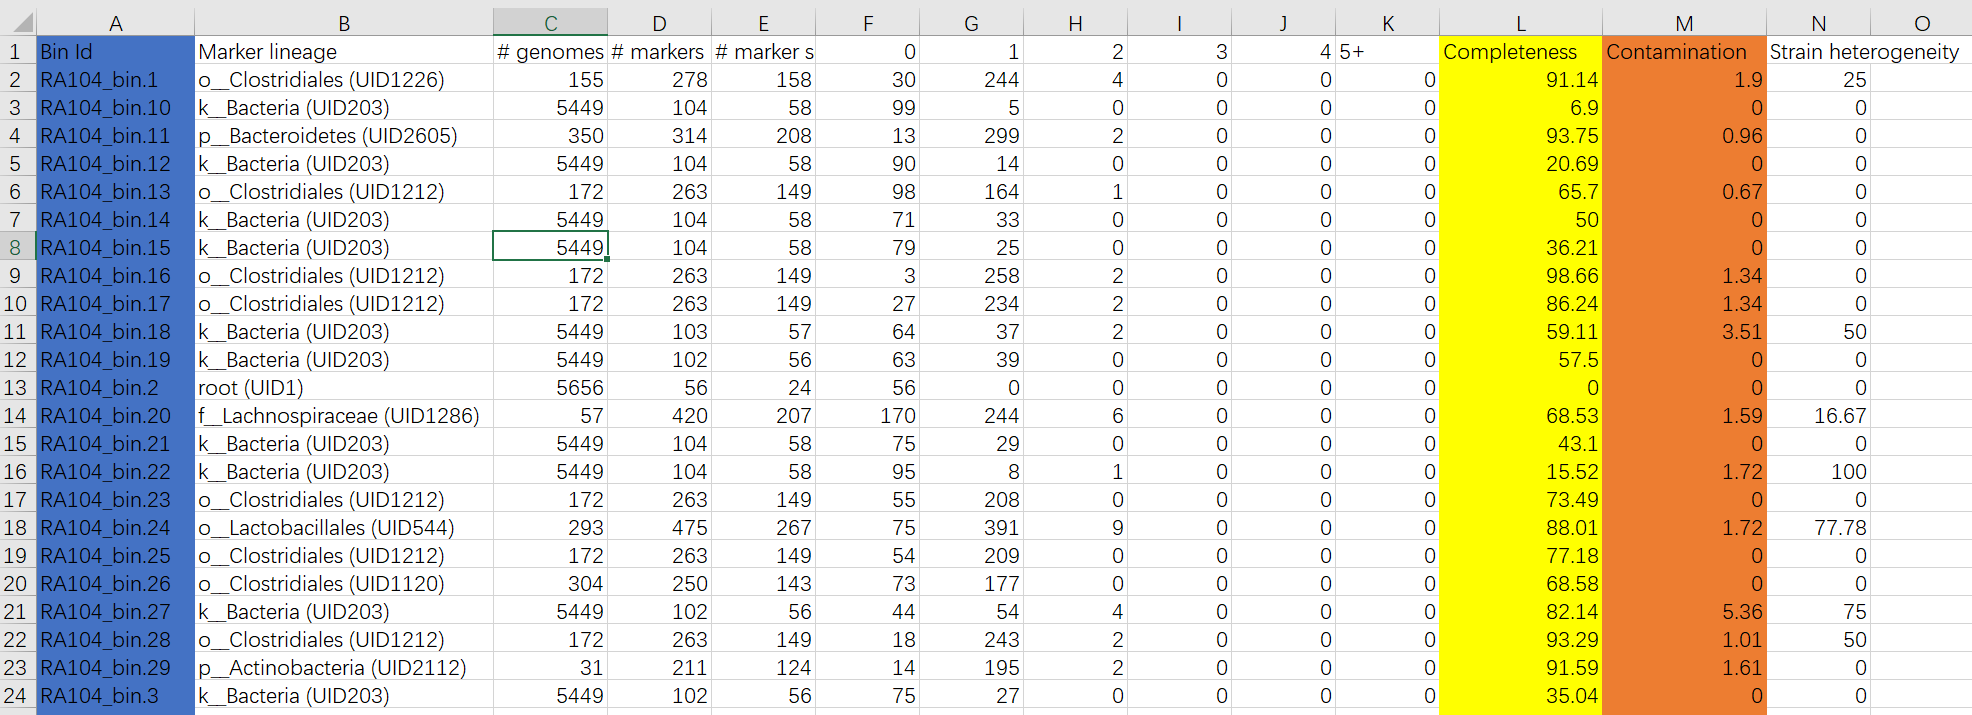 A B C D E F G H I J K L M N O
1 Bin Id Marker lineage # genomes # markers # marker s 0 1 2 3 4 5+ Completeness Contamination Strain heterogeneity
2 RA104_bin.1 o__Clostridiales (UID1226) 155 278 158 30 244 4 0 0 0 91.14 1.9 25
3 RA104_bin.10 k__Bacteria (UID203) 5449 104 58 99 5 0 0 0 0 6.9 0 0
4 RA104_bin.11 p__Bacteroidetes (UID2605) 350 314 208 13 299 2 0 0 0 93.75 0.96 0
5 RA104_bin.12 k__Bacteria (UID203) 5449 104 58 90 14 0 0 0 0 20.69 0 0
6 RA104_bin.13 o__Clostridiales (UID1212) 172 263 149 98 164 1 0 0 0 65.7 0.67 0
7 RA104_bin.14 k__Bacteria (UID203) 5449 104 58 71 33 0 0 0 0 50 0 0
8 RA104_bin.15 k__Bacteria (UID203) 5449 104 58 79 25 0 0 0 0 36.21 0 0
9 RA104_bin.16 o__Clostridiales (UID1212) 172 263 149 3 258 2 0 0 0 98.66 1.34 0
10 RA104_bin.17 o__Clostridiales (UID1212) 172 263 149 27 234 2 0 0 0 86.24 1.34 0
11 RA104_bin.18 k__Bacteria (UID203) 5449 103 57 64 37 2 0 0 0 59.11 3.51 50
12 RA104_bin.19 k__Bacteria (UID203) 5449 102 56 63 39 0 0 0 0 57.5 0 0
13 RA104_bin.2 root (UID1) 5656 56 24 56 0 0 0 0 0 0 0 0
14 RA104_bin.20 f__Lachnospiraceae (UID1286) 57 420 207 170 244 6 0 0 0 68.53 1.59 16.67
15 RA104_bin.21 k__Bacteria (UID203) 5449 104 58 75 29 0 0 0 0 43.1 0 0
16 RA104_bin.22 k__Bacteria (UID203) 5449 104 58 95 8 1 0 0 0 15.52 1.72 100
17 RA104_bin.23 o__Clostridiales (UID1212) 172 263 149 55 208 0 0 0 0 73.49 0 0
18 RA104_bin.24 o__Lactobacillales (UID544) 293 475 267 75 391 9 0 0 0 88.01 1.72 77.78
19 RA104_bin.25 o__Clostridiales (UID1212) 172 263 149 54 209 0 0 0 0 77.18 0 0
20 RA104_bin.26 o__Clostridiales (UID1120) 304 250 143 73 177 0 0 0 0 68.58 0 0
21 RA104_bin.27 k__Bacteria (UID203) 5449 102 56 44 54 4 0 0 0 82.14 5.36 75
22 RA104_bin.28 o__Clostridiales (UID1212) 172 263 149 18 243 2 0 0 0 93.29 1.01 50
23 RA104_bin.29 p__Actinobacteria (UID2112) 31 211 124 14 195 2 0 0 0 91.59 1.61 0
24 RA104_bin.3 k__Bacteria (UID203) 5449 102 56 75 27 0 0 0 0 35.04 0 0